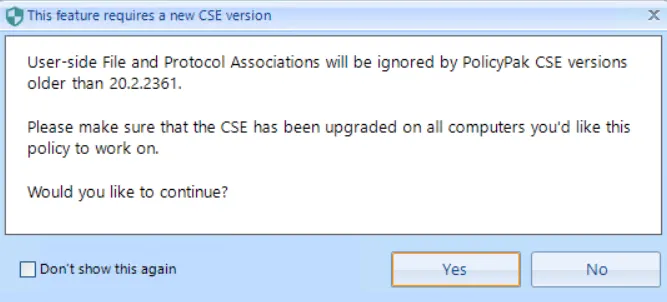 This feature requires a new CSE version
User-side File and Protocol Associations will be ignored by PolicyPak CSE versions
older than 20.2.2361.
Please make sure that the CSE has been upgraded on all computers you'd like this
policy to work on.
Would you like to continue?
Don't show this again
Yes
No